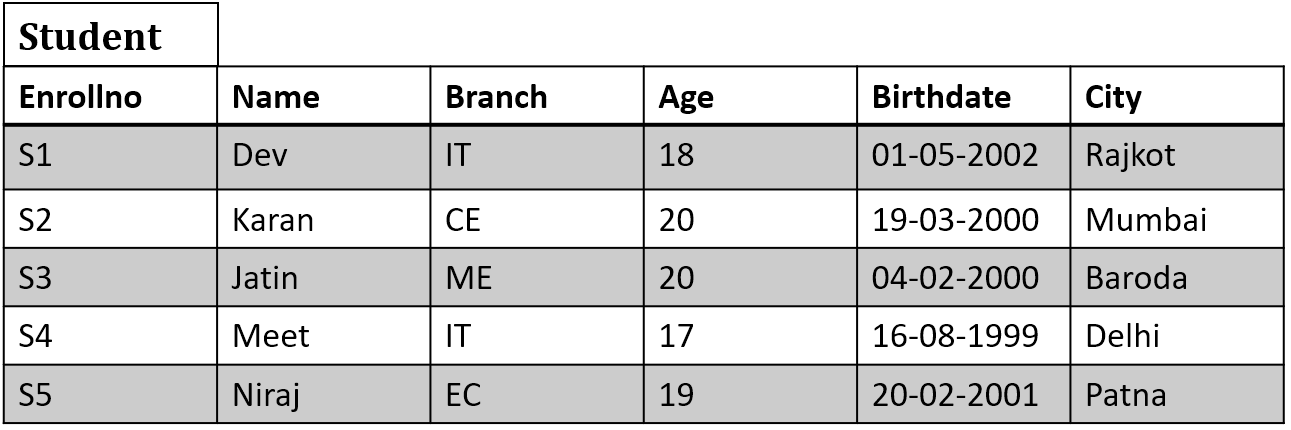 Student
Enrollno Name Branch Age Birthdate City
S1 Dev IT 18 01-05-2002 Rajkot
S2 Karan CE 20 19-03-2000 Mumbai
S3 Jatin ME 20 04-02-2000 Baroda
S4 Meet IT 17 16-08-1999 Delhi
S5 Niraj EC 19 20-02-2001 Patna